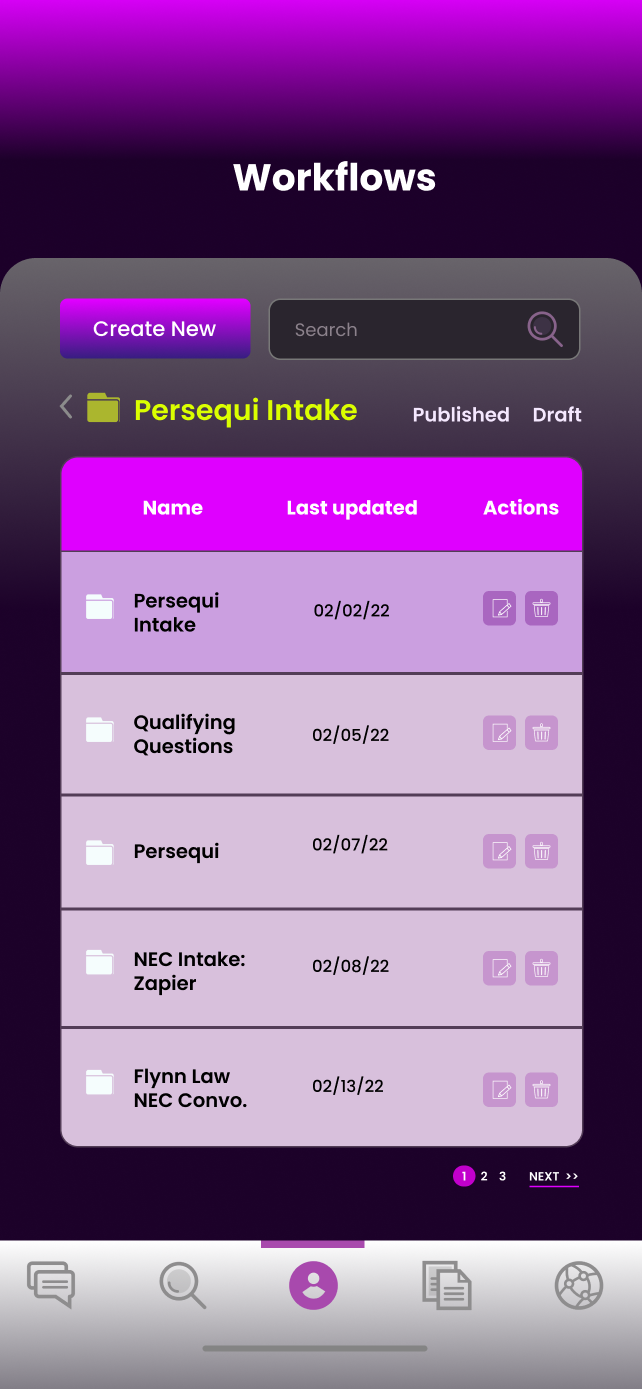 Workflows
Create New
Search
Persequi Intake
Published Draft
Name Last updated Actions
Persequi
Intake
02/02/22
Qualifying
Questions
02/05/22
Persequi
02/07/22
NEC Intake:
Zapier
02/08/22
Flynn Law
NEC Convo.
02/13/22
1 2 3 NEXT >>